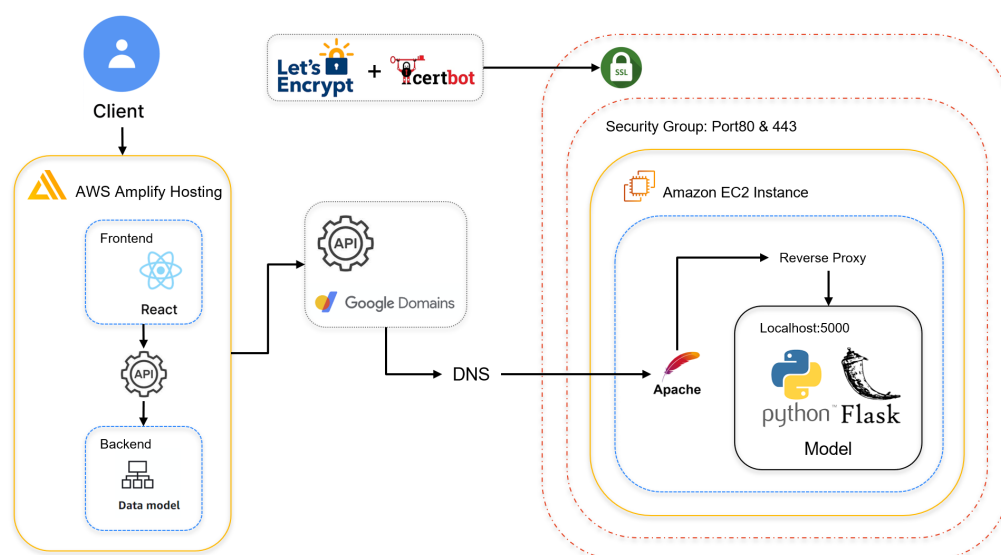 Client
Let's
Encrypt
+
certbot
SSL
Security Group: Port80 & 443
AWS Amplify Hosting
Frontend
React
API
Backend
Data model
API
Google Domains
DNS
Amazon EC2 Instance
Reverse Proxy
Apache
Localhost:5000
python™
Flask
Model